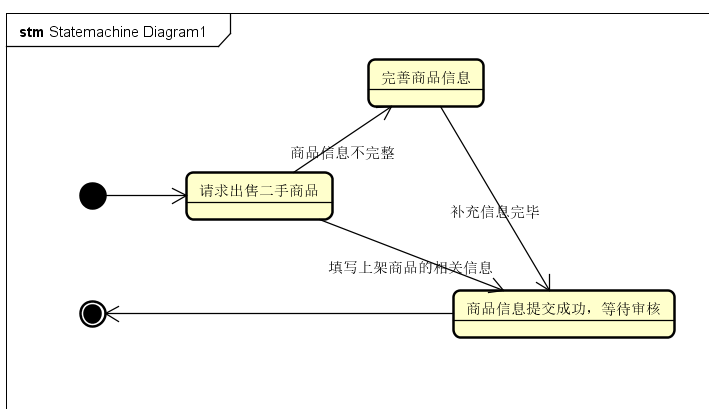 stm Statemachine Diagram1
完善商品信息
商品信息不完整
请求出售二手商品
补充信息完毕
填写上架商品的相关信息
商品信息提交成功，等待审核